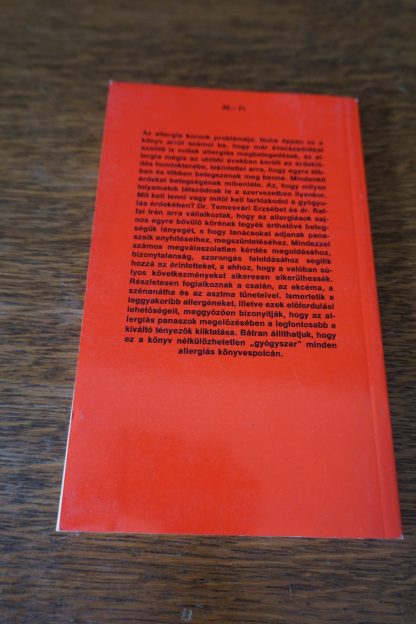 38,- Ft
Az allergia korunk problémája. Noha éppen ez a
könyv arról számol be, hogy már évszázadokkal
ezelőtt is voltak allergiás megbetegedések, az al-
lergia mégis az utóbbi években került az érdeklő-
dés homlokterébe, tekintettel arra, hogy egyre töb-
ben és többen betegszenek meg benne. Mindenkit
érdekel betegségének mibenléte. Az, hogy milyen
folyamatok játszódnak le a szervezetben ilyenkor.
Mit kell tenni vagy mitől kell tartózkodni a gyógyu-
lás érdekében? Dr. Temesvári Erzsébet és dr. Rat-
fai Irén arra vállalkoztak, hogy az allergiások saj-
nos egyre bővülő körének tegyék érthetővé beteg-
ségük lényegét, s hogy tanácsokat adjanak pana-
szaik enyhítéséhez, megszüntetéséhez. Mindezzel
számos megválaszolatlan kérdés megoldásához,
bizonytalanság, szorongás feloldásához segítik
hozzá az érintetteket, s ahhoz, hogy a valóban sú-
lyos következményeket sikeresen elkerülhessék.
Részletesen foglalkoznak a csalán, az ekcéma, a
szénanátha és az asztma tüneteivel. Ismertetik a
leggyakoribb allergéneket, illetve ezek előfordulási
lehetőségeit, meggyőzően bizonyítják, hogy az al-
lergiás panaszok megelőzésében a legfontosabb a
kiváltó tényezők kiiktatása. Bátran állíthatjuk, hogy
ez a könyv nélkülözhetetlen „gyógyszer” minden
allergiás könyvespolcán.